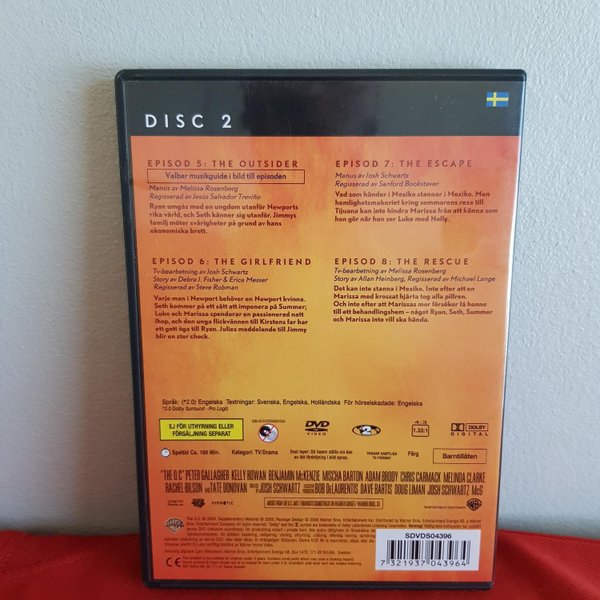 DISC 2
EPISOD 5: THE OUTSIDER
Valbar musikguide i bild till episoden
Manus av Melissa Rosenberg
Regisserad av Jesús Salvador Treviño
Ryan umgås med en ungdom utanför Newports
rika värld, och Seth känner sig utanför. Jimmys
familj möter svårigheter på grund av hans
ekonomiska brott.
EPISOD 6: THE GIRLFRIEND
Tv-bearbetning av Josh Schwartz
Story av Debra J. Fisher & Erica Messer
Regisserad av Steve Robman
Varje man i Newport behöver en Newport kvinna.
Seth kommer på ett sätt att imponera på Summer;
Luke och Marissa spenderar en passionerad natt
ihop, och den unga flickvännen till Kirstens far har
ett gott öga till Ryan. Julies meddelande till Jimmy
blir en stor chock.
EPISOD 7: THE ESCAPE
Manus av Josh Schwartz
Regisserad av Sanford Bookstaver
Vad som händer i Mexiko stannar i Mexiko. Men
hemlighetsmakeriet kring sommarens resa till
Tijuana kan inte hindra Marissa från att känna som
hon gör när hon ser Luke med Holly.
EPISOD 8: THE RESCUE
Tv-bearbetning av Melissa Rosenberg
Story av Allan Heinberg, Regisserad av Michael Lange
Det kan inte stanna i Mexiko. Inte efter att en
Marissa med krossat hjärta tog alla pillren.
Och inte efter att Marissas mor försöker få henne
till ett behandlingshem – något Ryan, Seth, Summer
och Marissa inte vill ska hända.
Språk: (*2.0) Engelska Textningar: Svenska, Engelska, Holländska För hörselskadade: Engelska
*2.0 Dolby Surround - Pro Logic
EJ FÖR UTHYRNING ELLER
FÖRSÄLJNING SEPARAT
DVD
VIDEO
2
4:3
1.33:1
DOLBY
DIGITAL
Speltid Ca. 169 Min.
Kategori: TV/Drama
Färg
Barntillåten
"THE O.C." PETER GALLAGHER KELLY ROWAN BENJAMIN McKENZIE MISCHA BARTON ADAM BRODY CHRIS CARMACK MELINDA CLARKE
RACHEL BILSON AND TATE DONOVAN JOSH SCHWARTZ BOB DeLAURENTIS DAVE BARTIS DOUG LIMAN JOSH SCHWARTZ McG
SDVDS04396
7 321937 043964